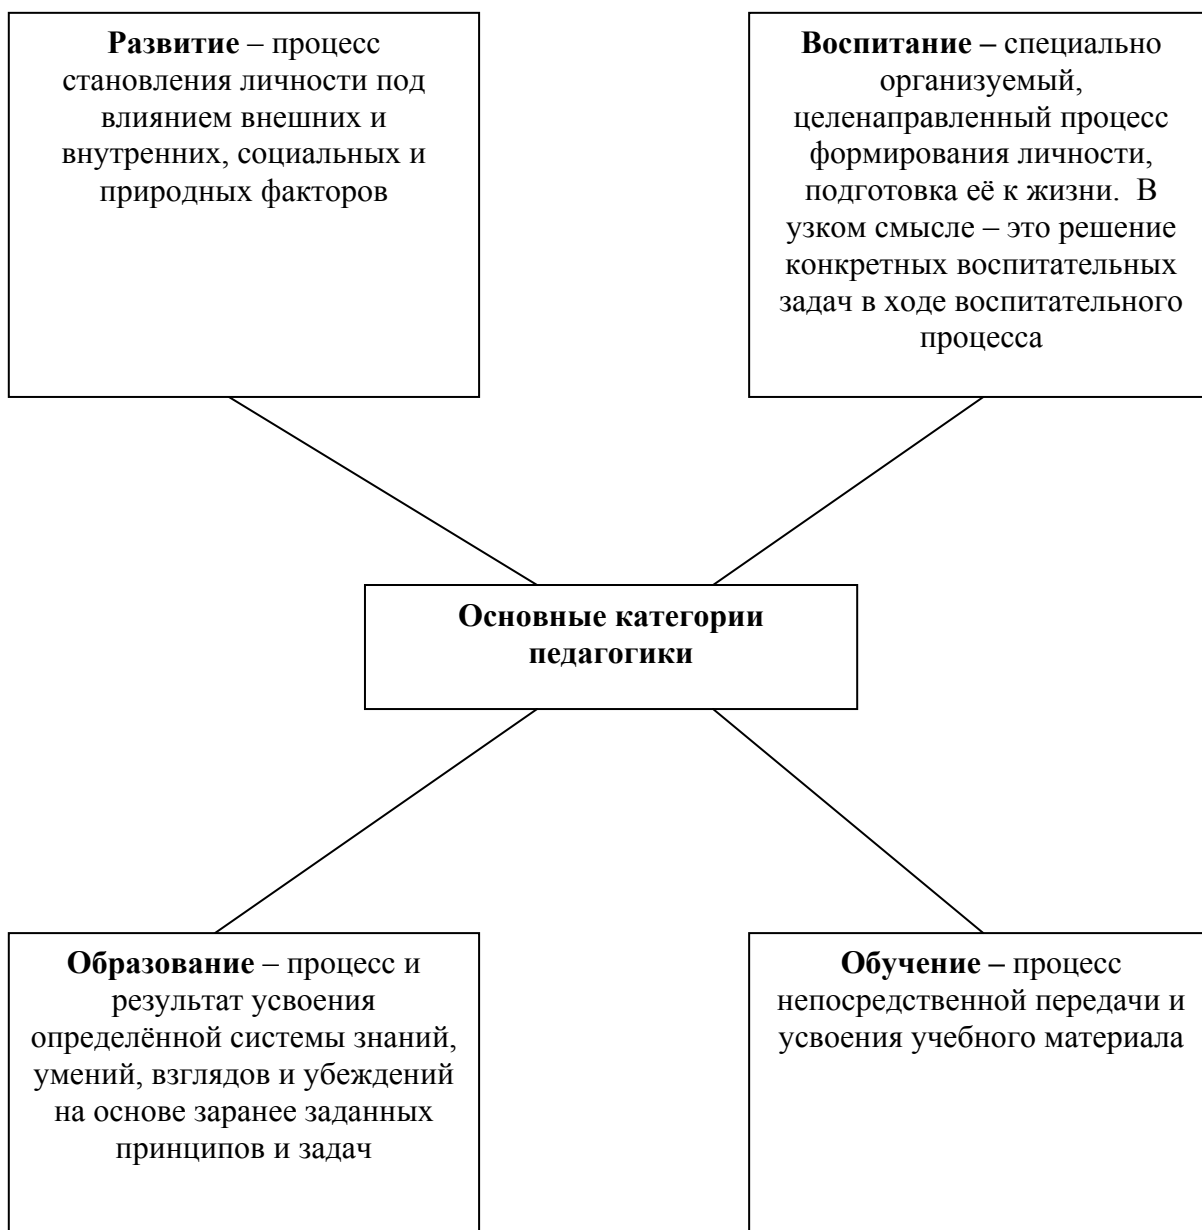 Развитие – процесс
становления личности под
влиянием внешних и
внутренних, социальных и
природных факторов
Воспитание – специально
организуемый,
целенаправленный процесс
формирования личности,
подготовка её к жизни. В
узком смысле – это решение
конкретных воспитательных
задач в ходе воспитательного
процесса
Основные категории
педагогики
Образование – процесс и
результат усвоения
определённой системы знаний,
умений, взглядов и убеждений
на основе заранее заданных
принципов и задач
Обучение – процесс
непосредственной передачи и
усвоения учебного материала